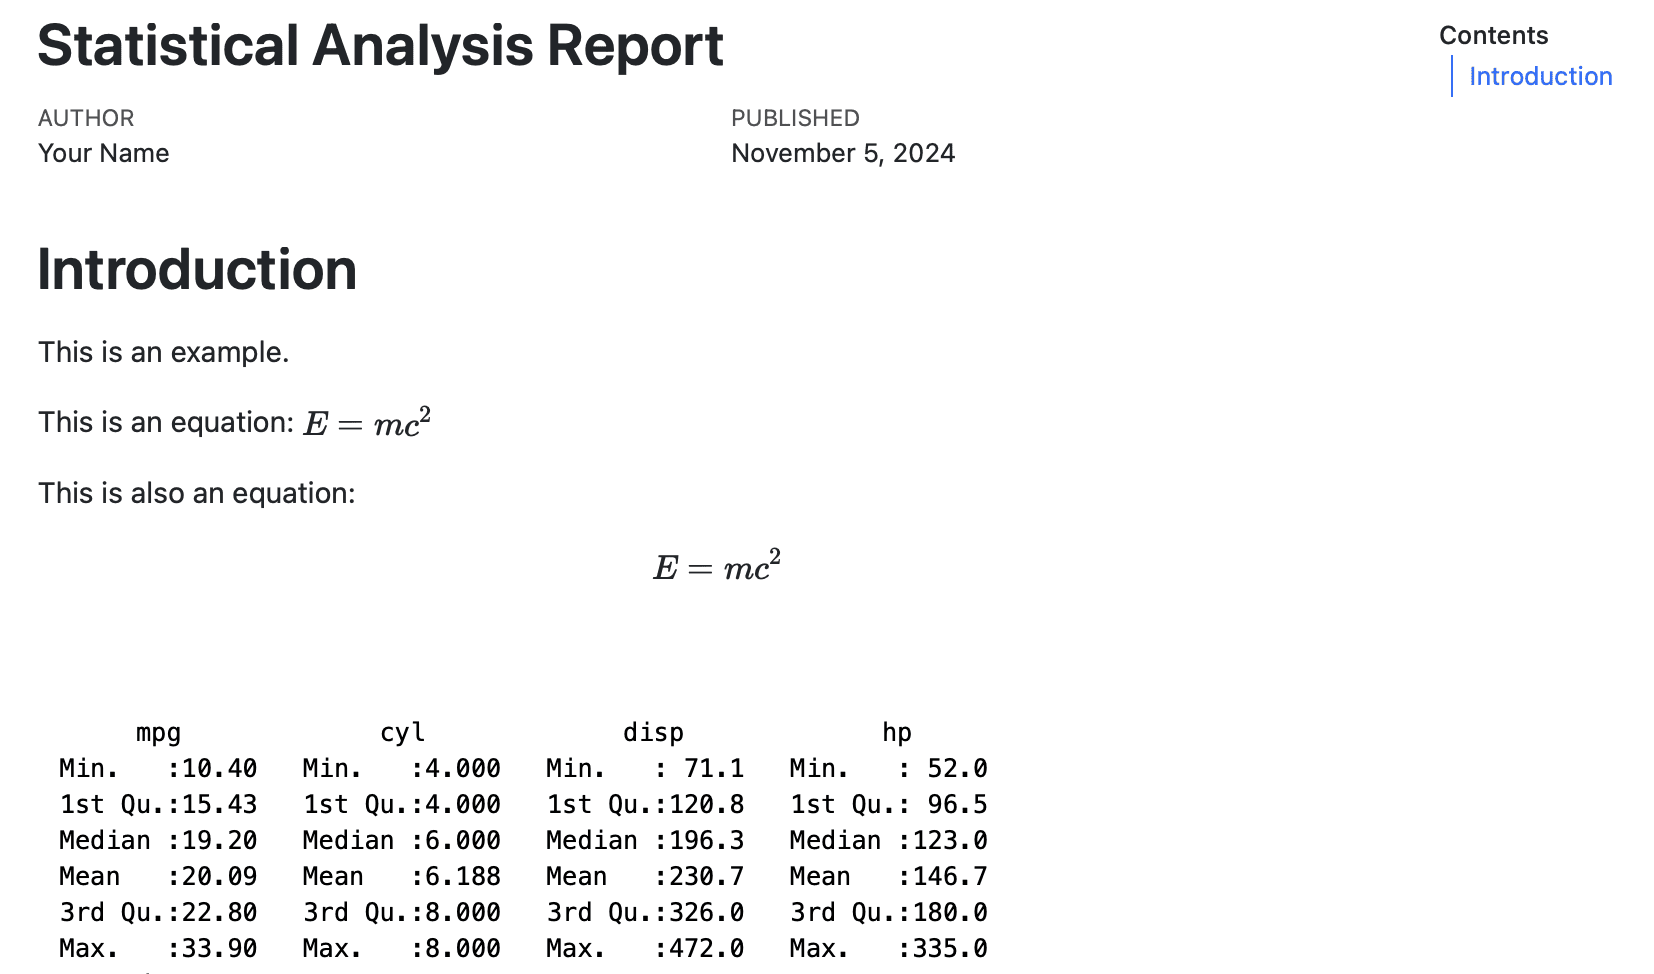 Statistical Analysis Report
Contents
Introduction
AUTHOR
PUBLISHED
Your Name
November 5, 2024
Introduction
This is an example.
This is an equation: E = mc²
This is also an equation:
E = mc²
mpg cyl disp hp
Min. :10.40 Min. :4.000 Min. : 71.1 Min. : 52.0
1st Qu.:15.43 1st Qu.:4.000 1st Qu.:120.8 1st Qu.: 96.5
Median :19.20 Median :6.000 Median :196.3 Median :123.0
Mean :20.09 Mean :6.188 Mean :230.7 Mean :146.7
3rd Qu.:22.80 3rd Qu.:8.000 3rd Qu.:326.0 3rd Qu.:180.0
Max. :33.90 Max. :8.000 Max. :472.0 Max. :335.0